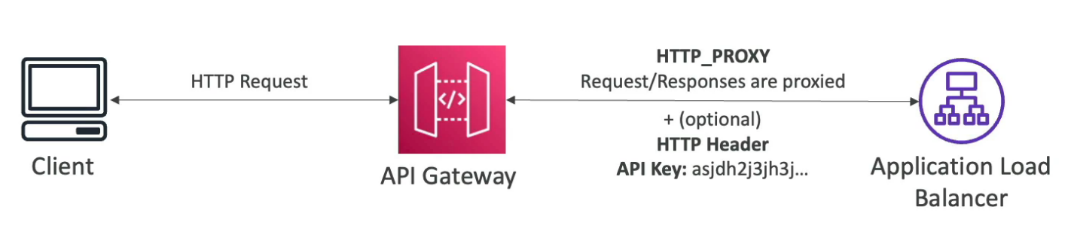 HTTP_PROXY
HTTP Request
Request/Responses are proxied
</>
+ (optional)
HTTP Header
API Key: asjdh2j3jh3j...
Client
API Gateway
Application Load
Balancer